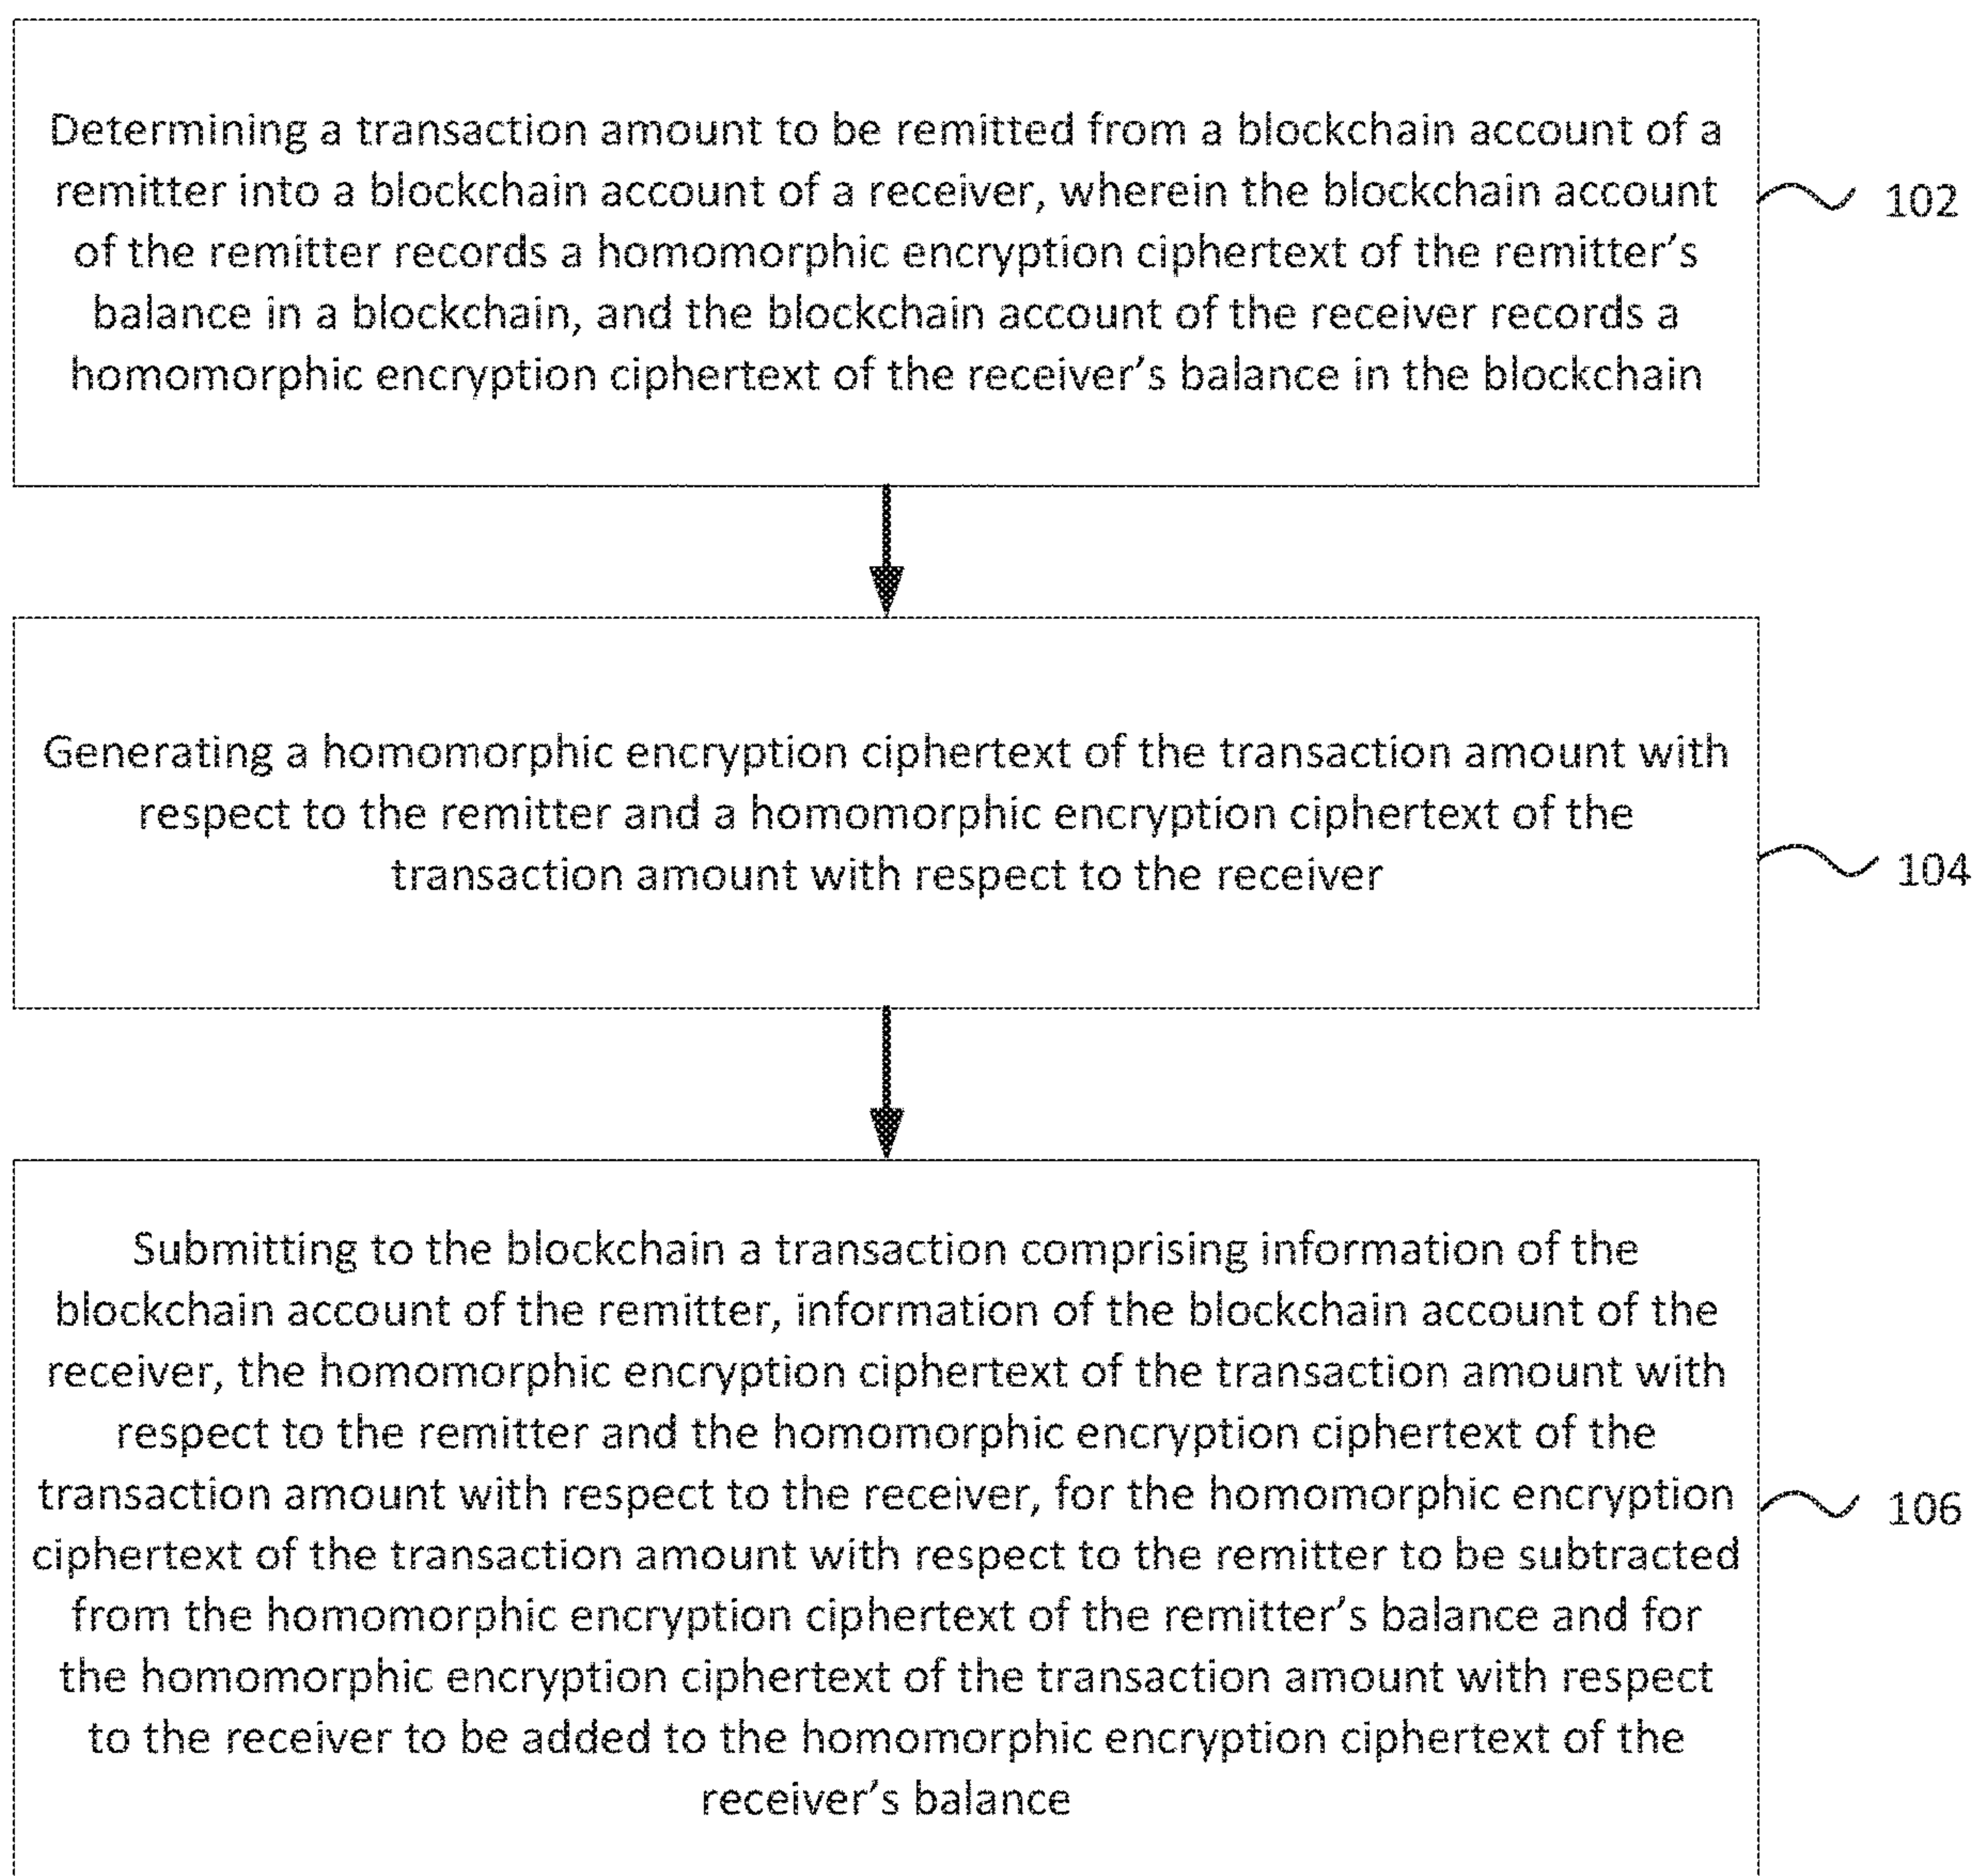 Determining a transaction amount to be remitted from a blockchain account of a
remitter into a blockchain account of a receiver, wherein the blockchain account
of the remitter records a homomorphic encryption ciphertext of the remitter’s
balance in a blockchain, and the blockchain account of the receiver records a
homomorphic encryption ciphertext of the receiver’s balance in the blockchain
102
Generating a homomorphic encryption ciphertext of the transaction amount with
respect to the remitter and a homomorphic encryption ciphertext of the
transaction amount with respect to the receiver
104
Submitting to the blockchain a transaction comprising information of the
blockchain account of the remitter, information of the blockchain account of the
receiver, the homomorphic encryption ciphertext of the transaction amount with
respect to the remitter and the homomorphic encryption ciphertext of the
transaction amount with respect to the receiver, for the homomorphic encryption
ciphertext of the transaction amount with respect to the remitter to be subtracted
from the homomorphic encryption ciphertext of the remitter’s balance and for
the homomorphic encryption ciphertext of the transaction amount with respect
to the receiver to be added to the homomorphic encryption ciphertext of the
receiver’s balance
106